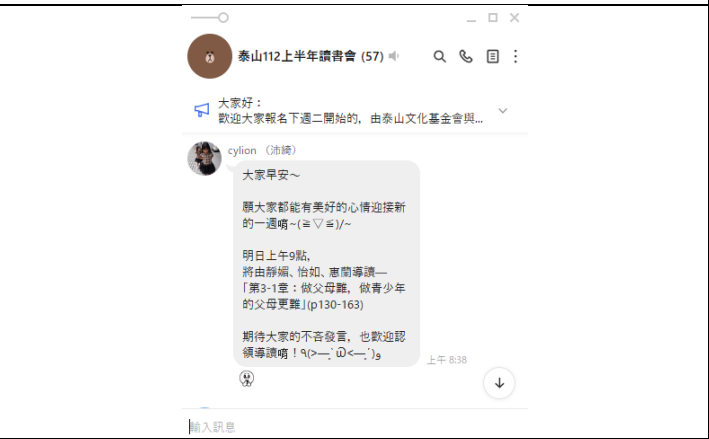 泰山112上半年讀書會 (57)
大家好：
歡迎大家報名下週二開始的，由泰山文化基金會與...
cylion （沛綺）
大家早安～
願大家都能有美好的心情迎接新
的一週唷~(≧▽≦)/~
明日上午9點，
將由靜媚、怡如、惠蘭導讀—
「第3-1章：做父母難，做青少年
的父母更難」(p130-163)
期待大家的不吝發言，也歡迎認
領導讀唷！٩(>—̤̀ ᗢ<—̤́ )و
上午 8:38
輸入訊息